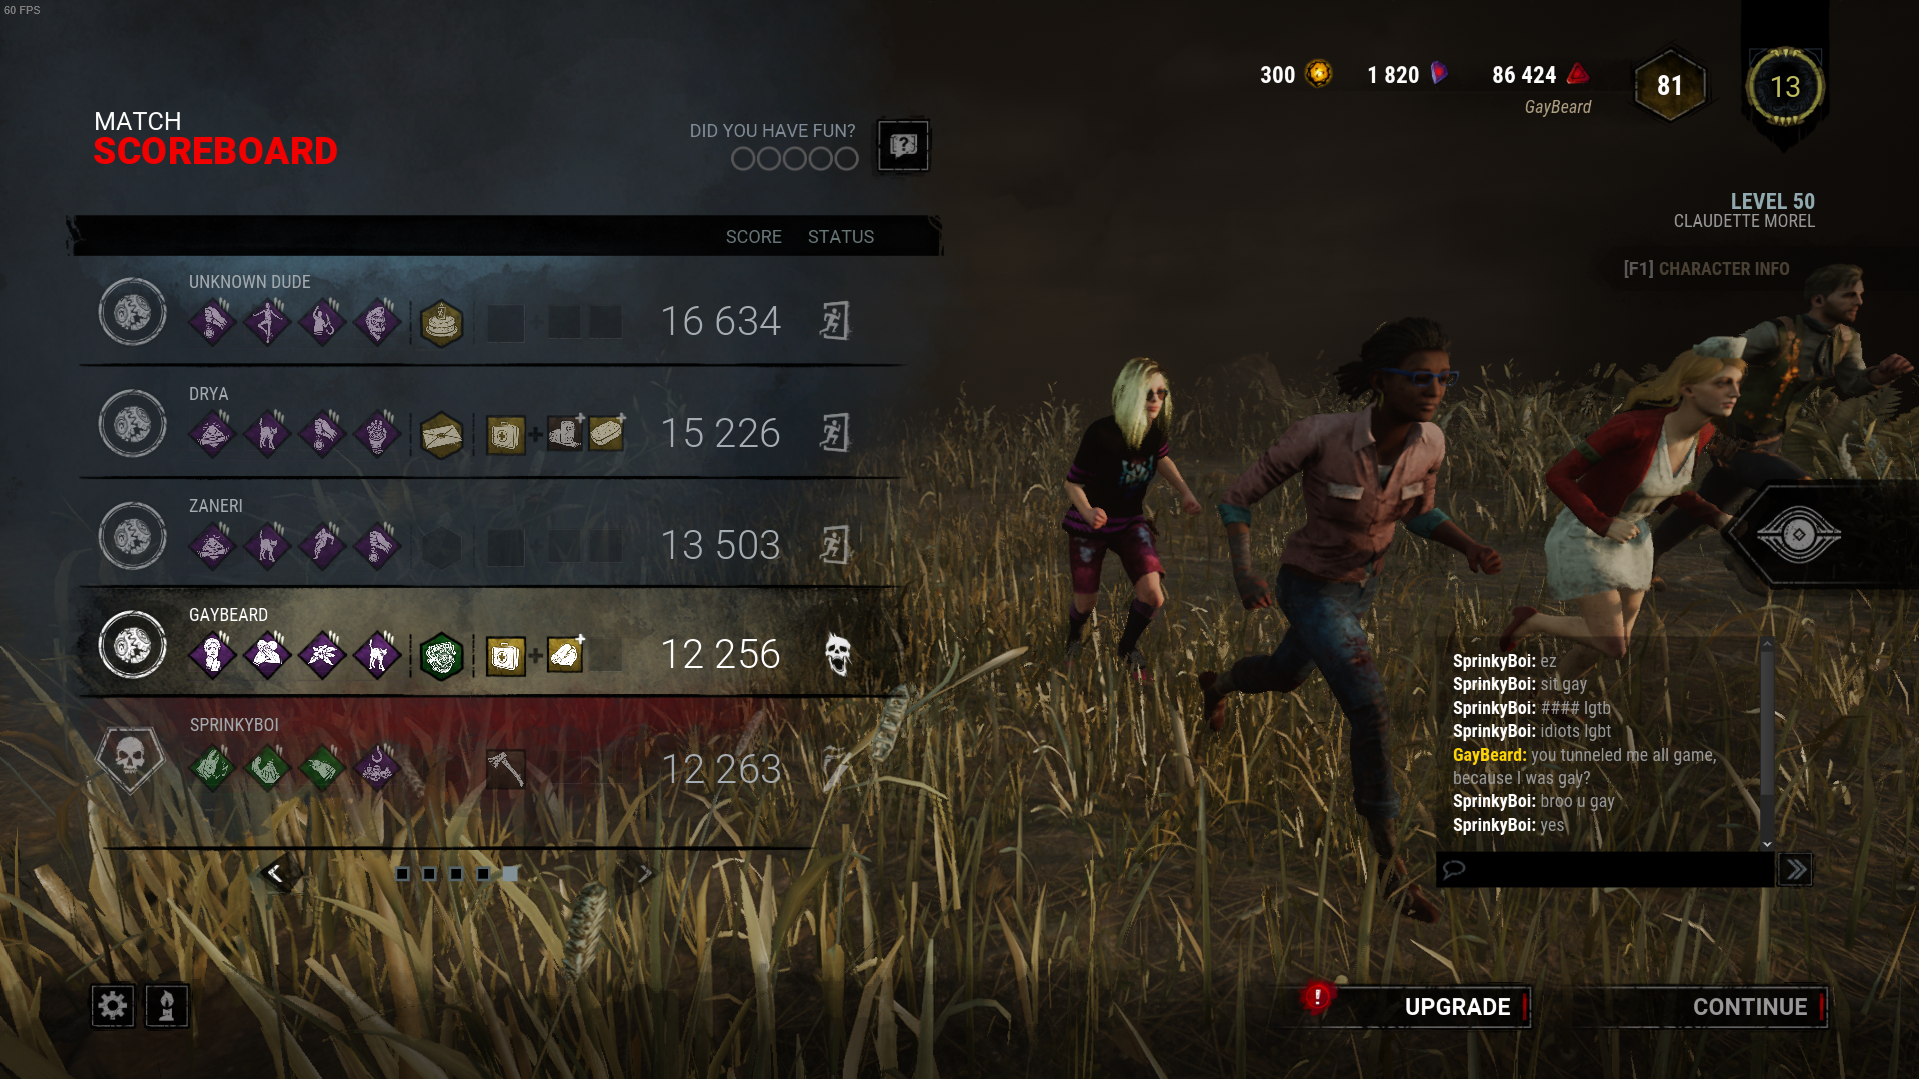 60 FPS
300
1 820
86 424
81
13
GayBeard
MATCH
SCOREBOARD
DID YOU HAVE FUN?
LEVEL 50
CLAUDETTE MOREL
[F1] CHARACTER INFO
SCORE STATUS
UNKNOWN DUDE
16 634
DRYA
15 226
ZANERI
13 503
GAYBEARD
12 256
SPRINKYBOI
12 263
SprinkyBoi: ez
SprinkyBoi: sit gay
SprinkyBoi: #### lgtb
SprinkyBoi: idiots lgbt
GayBeard: you tunneled me all game,
because I was gay?
SprinkyBoi: broo u gay
SprinkyBoi: yes
UPGRADE
CONTINUE